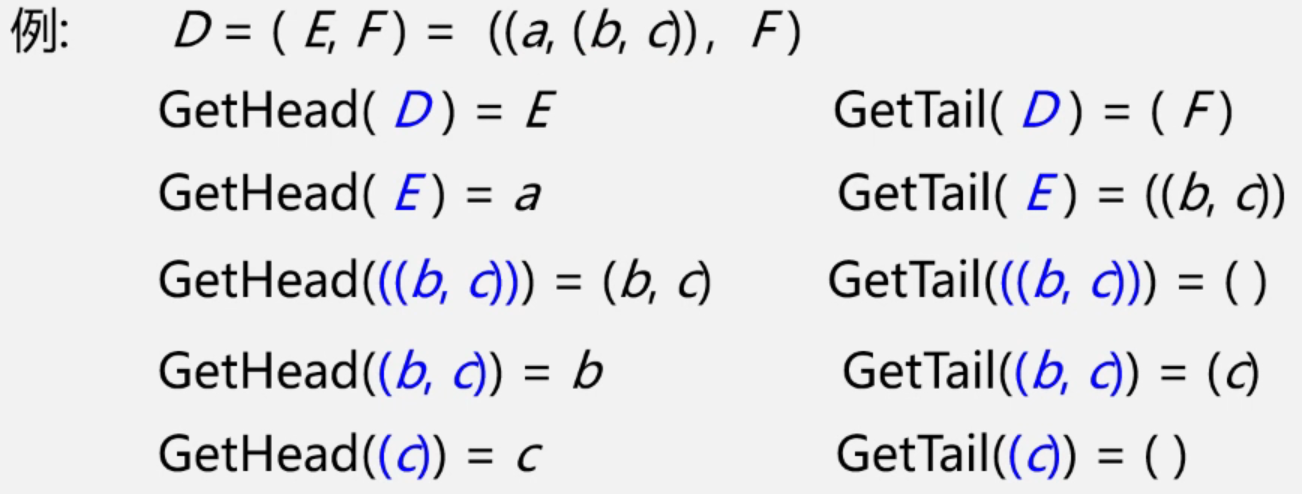 例: D = ( E, F ) = ((a, (b, c)), F )
GetHead( D ) = E GetTail( D ) = ( F )
GetHead( E ) = a GetTail( E ) = ((b, c))
GetHead(((b, c))) = (b, c) GetTail(((b, c))) = ( )
GetHead((b, c)) = b GetTail((b, c)) = (c)
GetHead((c)) = c GetTail((c)) = ( )